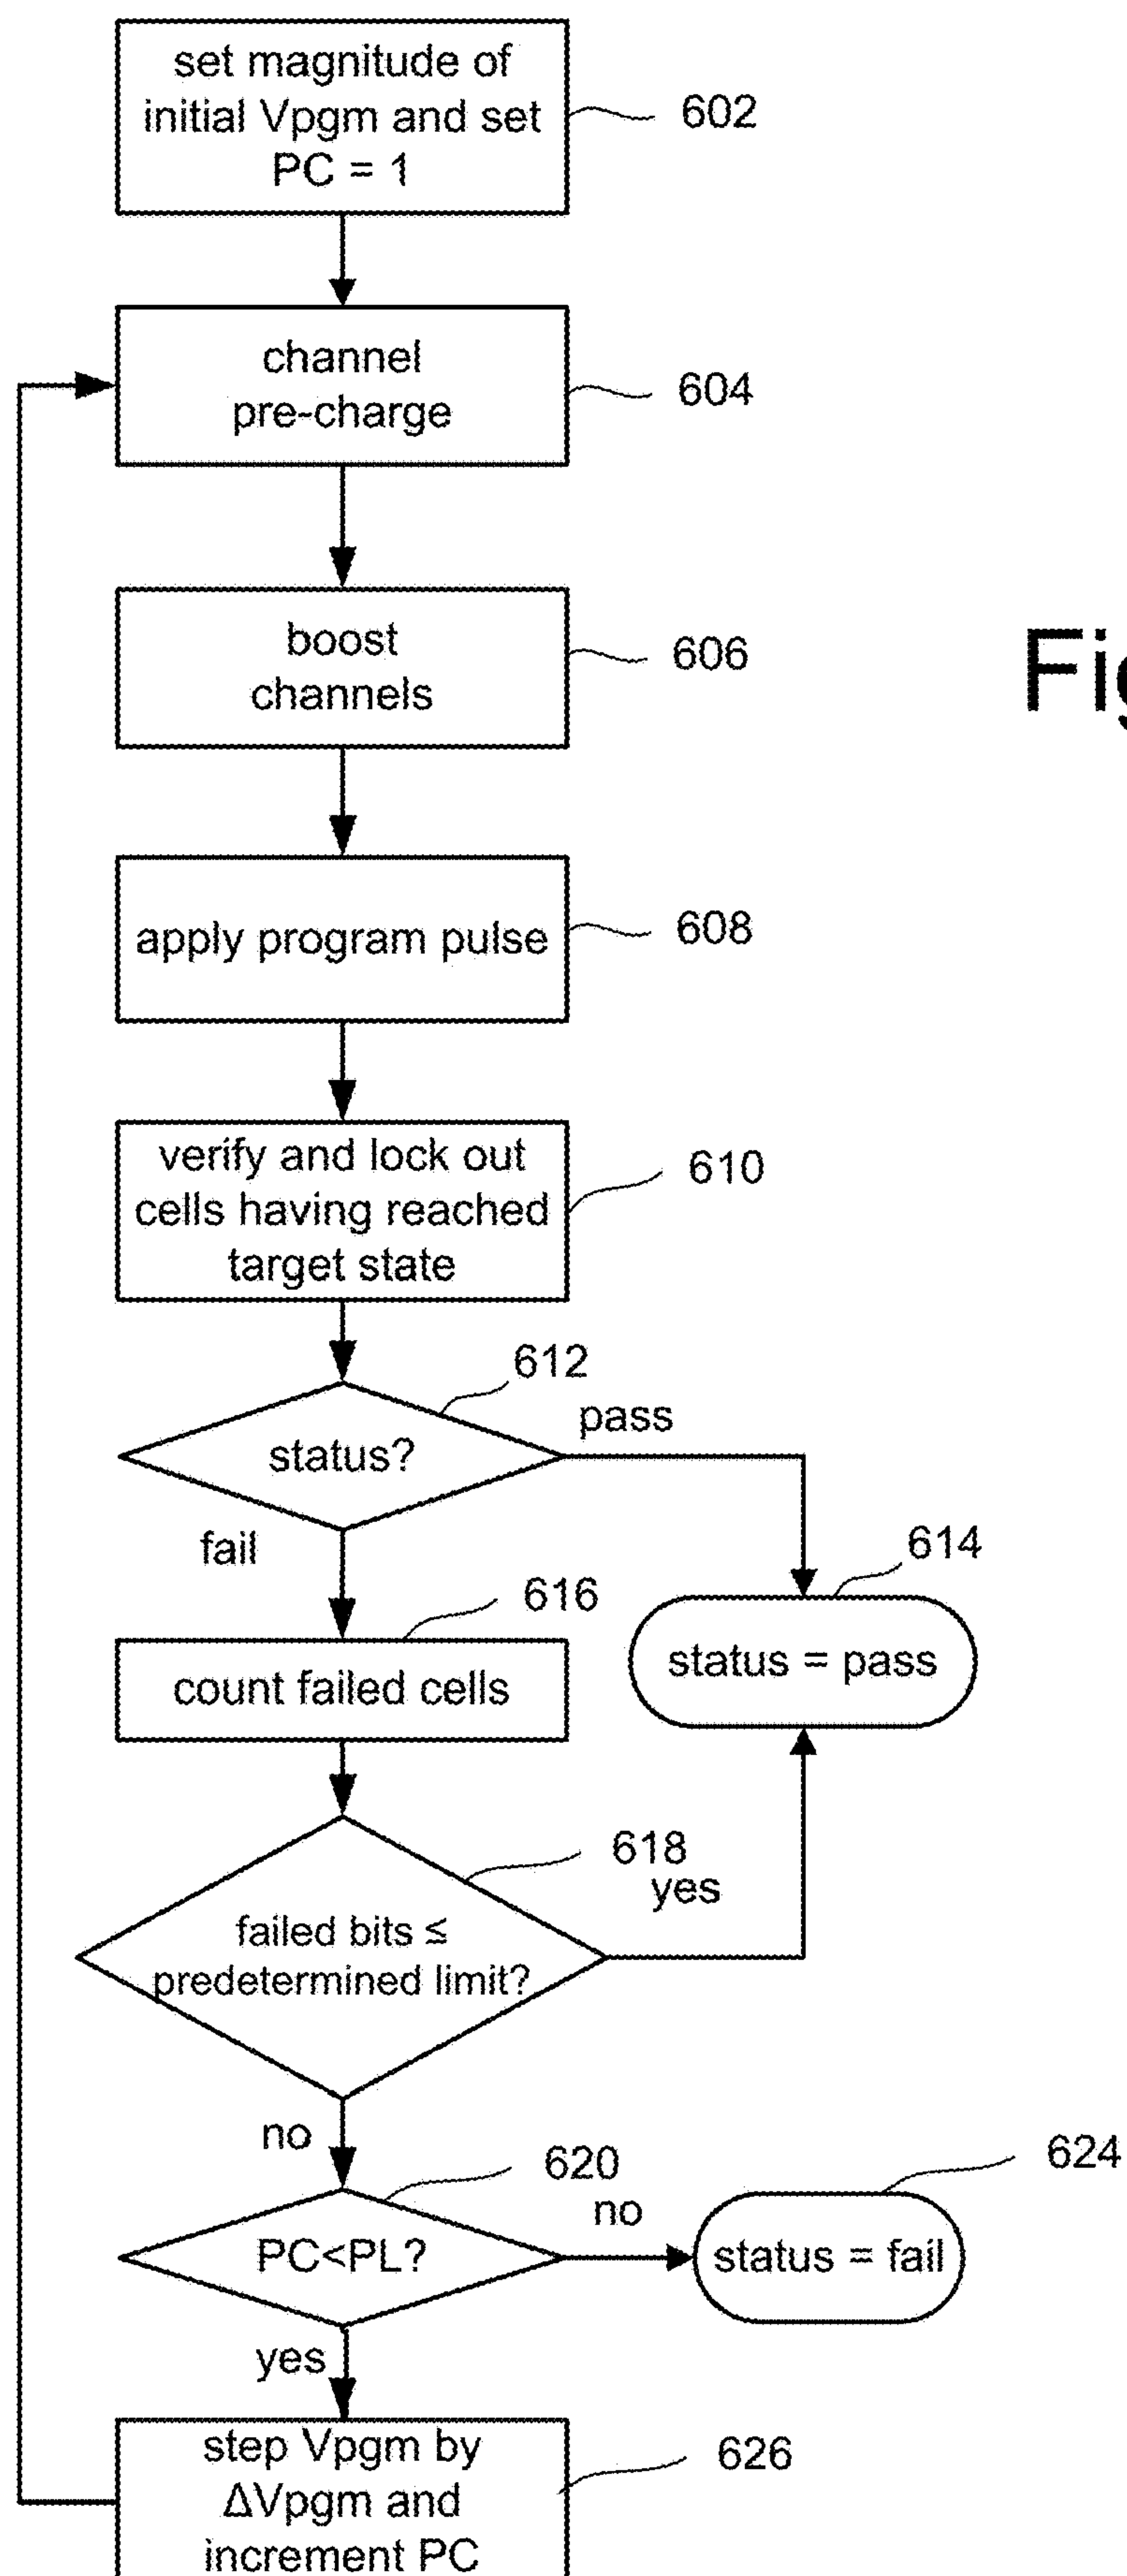 set magnitude of
initial Vpgm and set
PC = 1
602
channel
pre-charge
604
boost
channels
606
Fig
apply program pulse
608
verify and lock out
cells having reached
target state
610
612
status?
pass
fail
614
status = pass
616
count failed cells
618
yes
failed bits ≦
predetermined limit?
no
620
PC<PL?
no
624
status = fail
yes
step Vpgm by
ΔVpgm and
increment PC
626